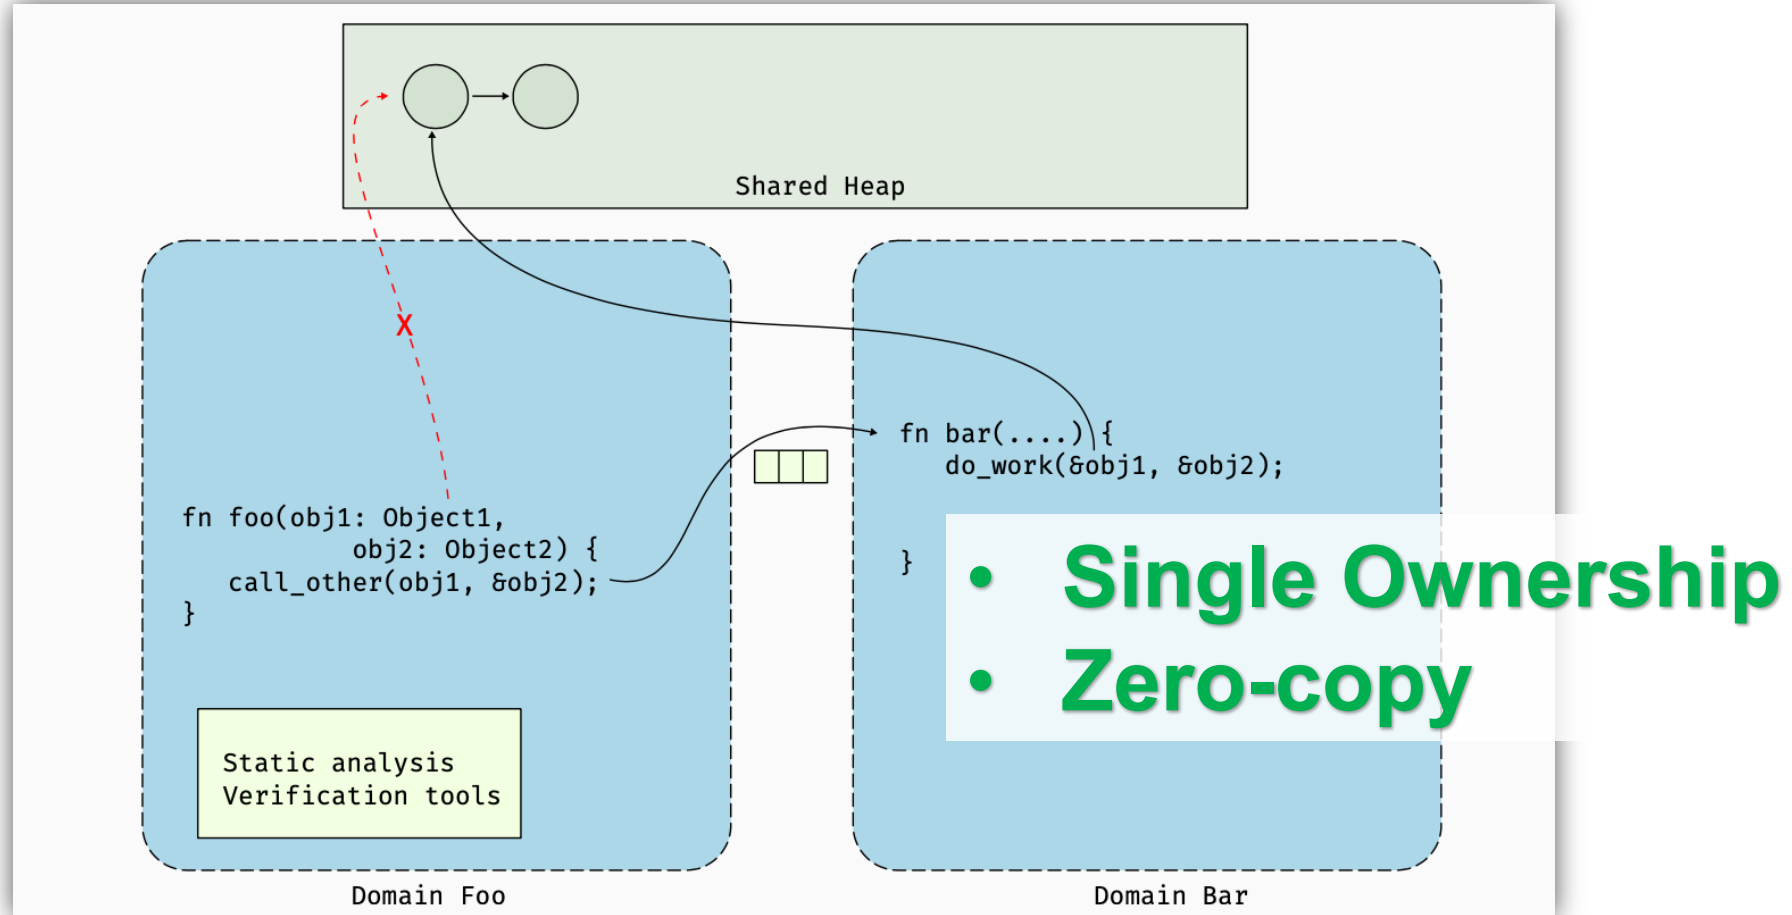 Shared Heap
X
fn foo(obj1: Object1,
obj2: Object2) {
call_other(obj1, &obj2);
}
Static analysis
Verification tools
Domain Foo
fn bar(....) {
do_work(&obj1, &obj2);
}
• Single Ownership
• Zero-copy
Domain Bar